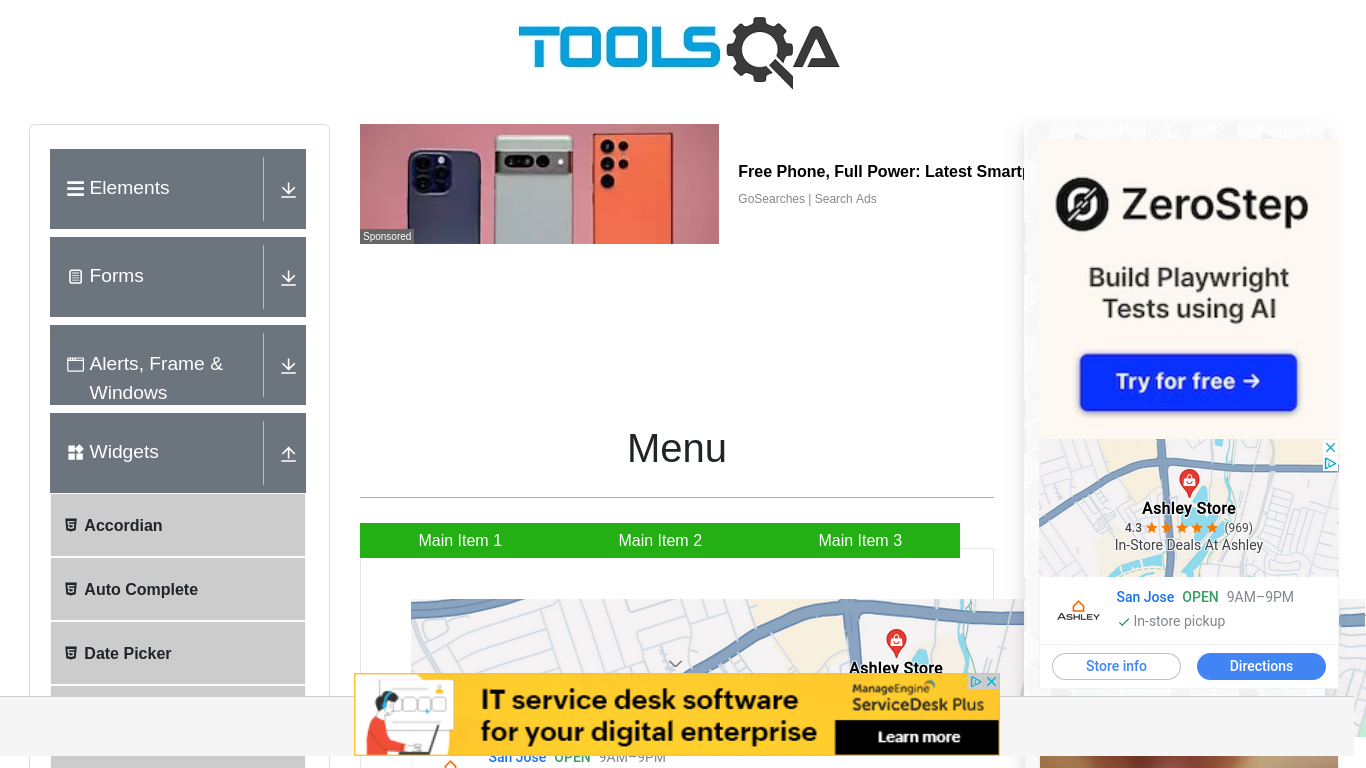 TOOLSQA
Elements
Forms
Alerts, Frame &
Windows
Widgets
Accordian
Auto Complete
Date Picker
Sponsored
Free Phone, Full Power: Latest Smartp
GoSearches | Search Ads
Menu
Main Item 1
Main Item 2
Main Item 3
Ashley Store
San Jose OPEN 9AM–9PM
IT service desk software
for your digital enterprise
ManageEngine
ServiceDesk Plus
Learn more
ZeroStep
Build Playwright
Tests using AI
Try for free →
Ashley Store
4.3 ★★★★★ (969)
In-Store Deals At Ashley
ASHLEY
San Jose OPEN 9AM–9PM
✓ In-store pickup
Store info
Directions